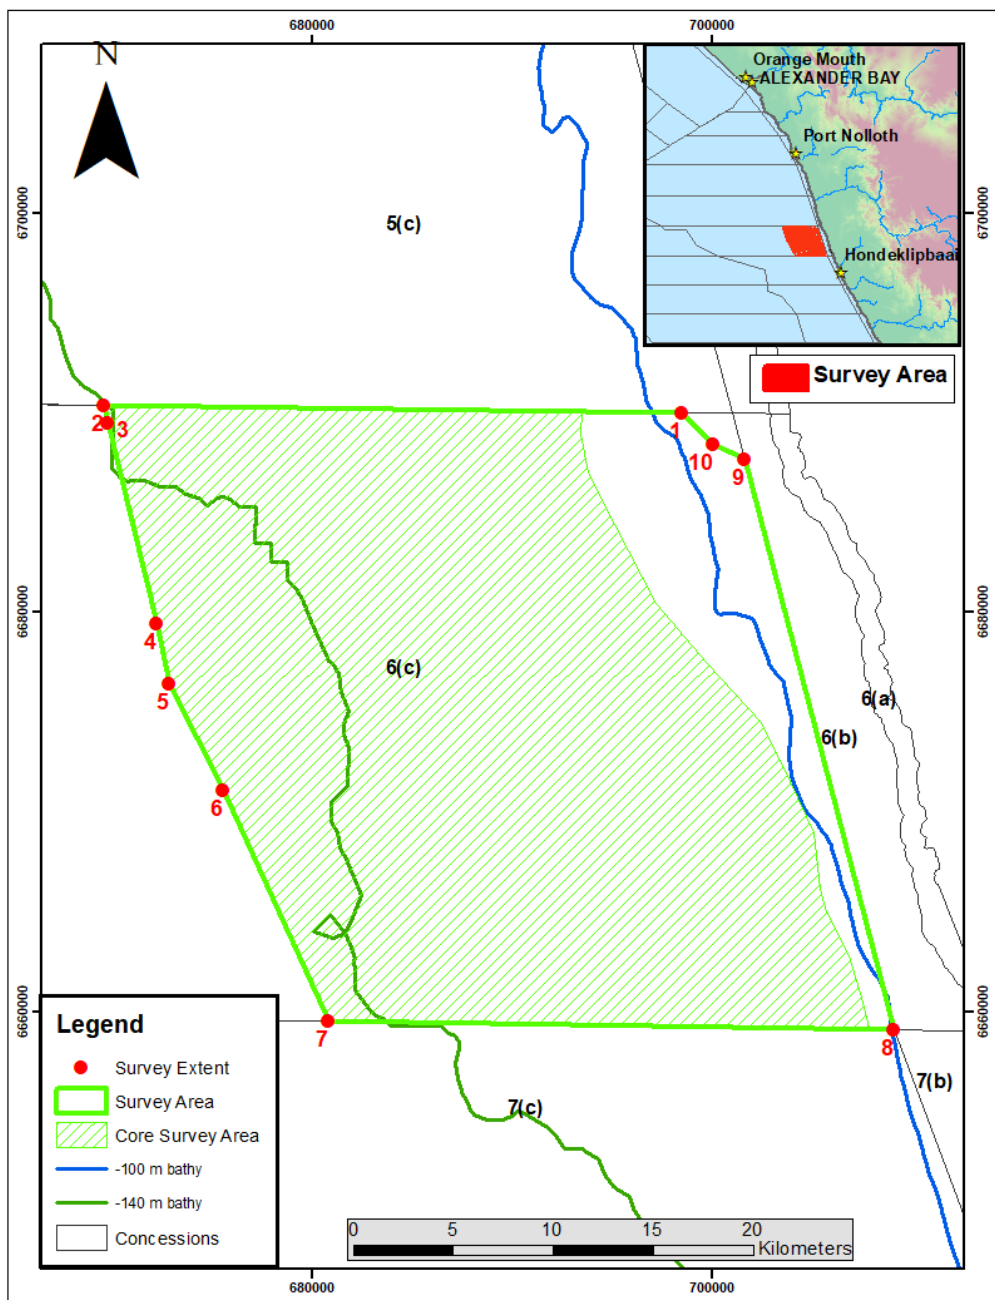 680000
700000
N
Orange Mouth
ALEXANDER BAY
Port Nolloth
Hondeklipbaai
Survey Area
6700000
6700000
5(c)
2
3
1
10
9
6680000
6680000
4
5
6
6(c)
6(a)
6(b)
6660000
6660000
7
8
7(b)
7(c)
Legend
Survey Extent
Survey Area
Core Survey Area
-100 m bathy
-140 m bathy
Concessions
0
5
10
15
20
Kilometers
680000
700000